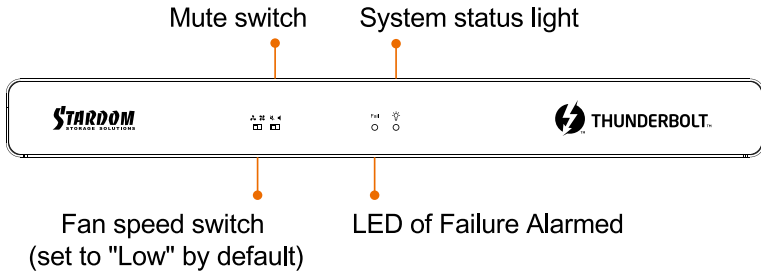 Mute switch
System status light
STARDOM
STORAGE SOLUTIONS
Fail
THUNDERBOLT™
Fan speed switch
(set to "Low" by default)
LED of Failure Alarmed